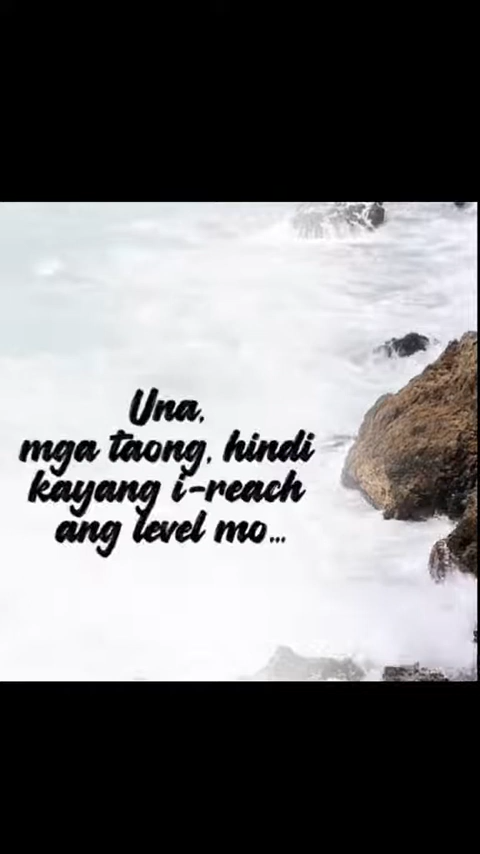 Una,
mga taong, hindi
kayang i-reach
ang level mo...